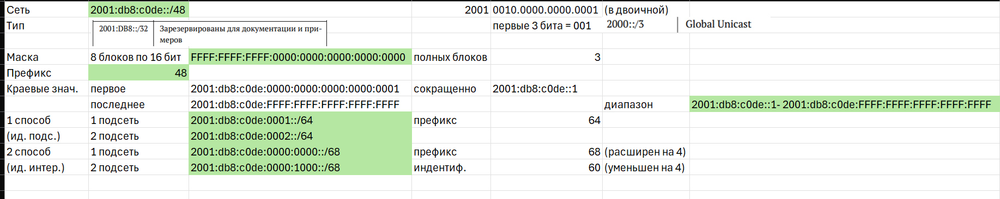 Сеть 2001:db8:c0de::/48 2001 0010.0000.0000.0001 (в двоичной)
Тип 2001:DB8::/32 Зарезервированы для документации и при- первые 3 бита = 001 2000::/3 Global Unicast
меров
Маска 8 блоков по 16 бит FFFF:FFFF:FFFF:0000:0000:0000:0000:0000 полных блоков 3
Префикс 48
Краевые знач. первое 2001:db8:c0de:0000:0000:0000:0000:0001 сокращенно 2001:db8:c0de::1
последнее 2001:db8:c0de:FFFF:FFFF:FFFF:FFFF:FFFF диапазон 2001:db8:c0de::1- 2001:db8:c0de:FFFF:FFFF:FFFF:FFFF:FFFF
1 способ 1 подсеть 2001:db8:c0de:0001::/64 префикс 64
(ид. подс.) 2 подсеть 2001:db8:c0de:0002::/64
2 способ 1 подсеть 2001:db8:c0de:0000:0000::/68 префикс 68 (расширен на 4)
(ид. интер.) 2 подсеть 2001:db8:c0de:0000:1000::/68 индентиф. 60 (уменьшен на 4)